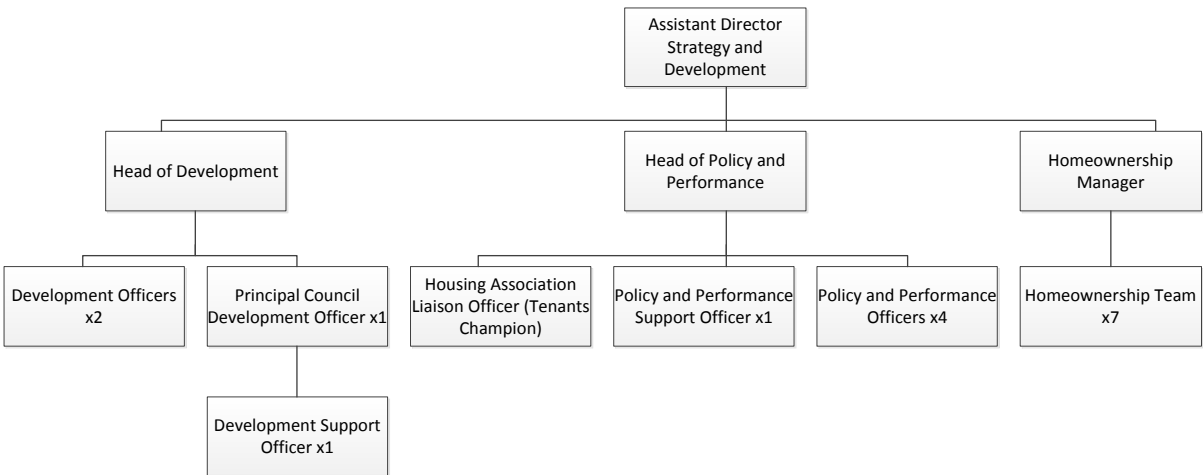 Assistant Director
Strategy and
Development
Head of Development
Head of Policy and
Performance
Homeownership
Manager
Development Officers
x2
Principal Council
Development Officer x1
Housing Association
Liaison Officer (Tenants
Champion)
Policy and Performance
Support Officer x1
Policy and Performance
Officers x4
Homeownership Team
x7
Development Support
Officer x1